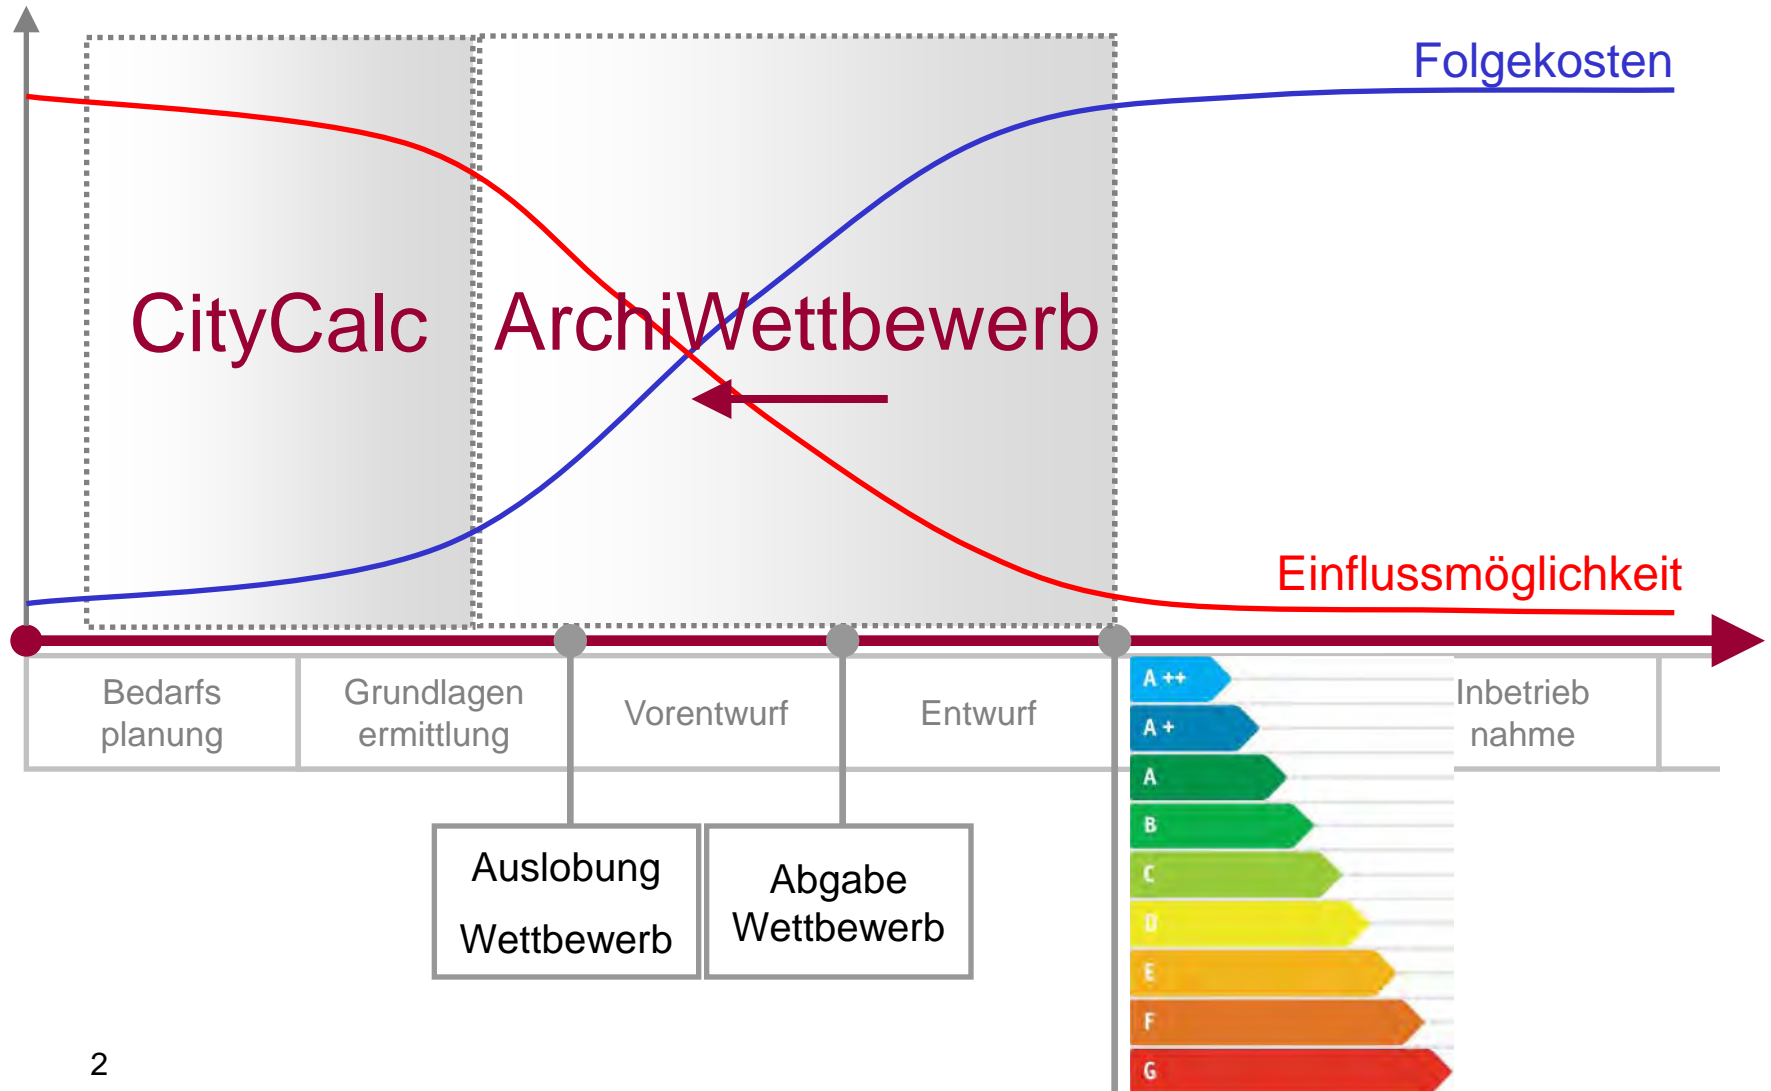 Folgekosten
CityCalc
ArchiWettbewerb
Einflussmöglichkeit
Bedarfs
planung
Grundlagen
ermittlung
Vorentwurf
Entwurf
Inbetrieb
nahme
A ++
A +
A
B
C
D
E
F
G
Auslobung
Wettbewerb
Abgabe
Wettbewerb
2